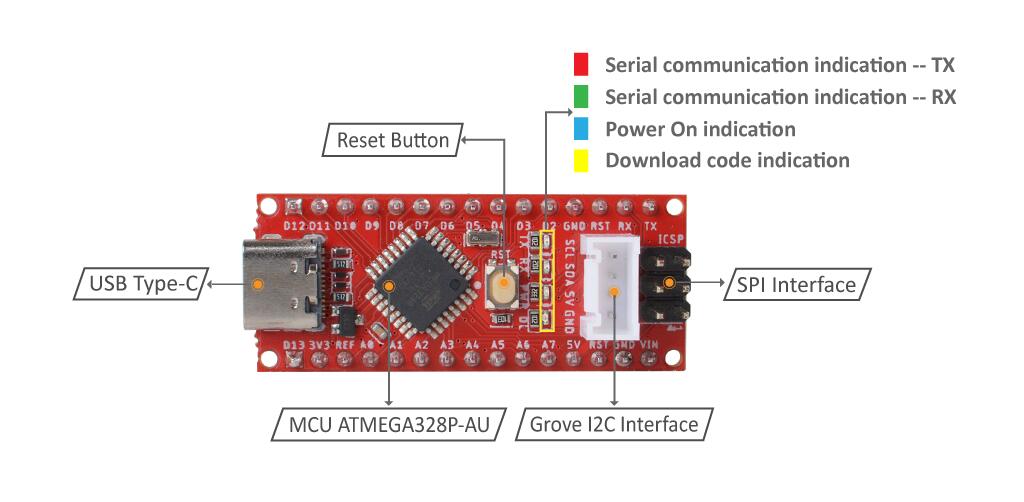 Serial communication indication -- TX
Serial communication indication -- RX
Power On indication
Download code indication
Reset Button
D12 D11 D10 D9 D8 D7 D6 D5 D4 D3 D2 GND RST RX TX
ICSP
RST
TX
RX
PWR
DL
SCL SDA 5V GND
USB Type-C
SPI Interface
D13 3V3 REF A0 A1 A2 A3 A4 A5 A6 A7 5V RST GND VIN
MCU ATMEGA328P-AU
Grove I2C Interface